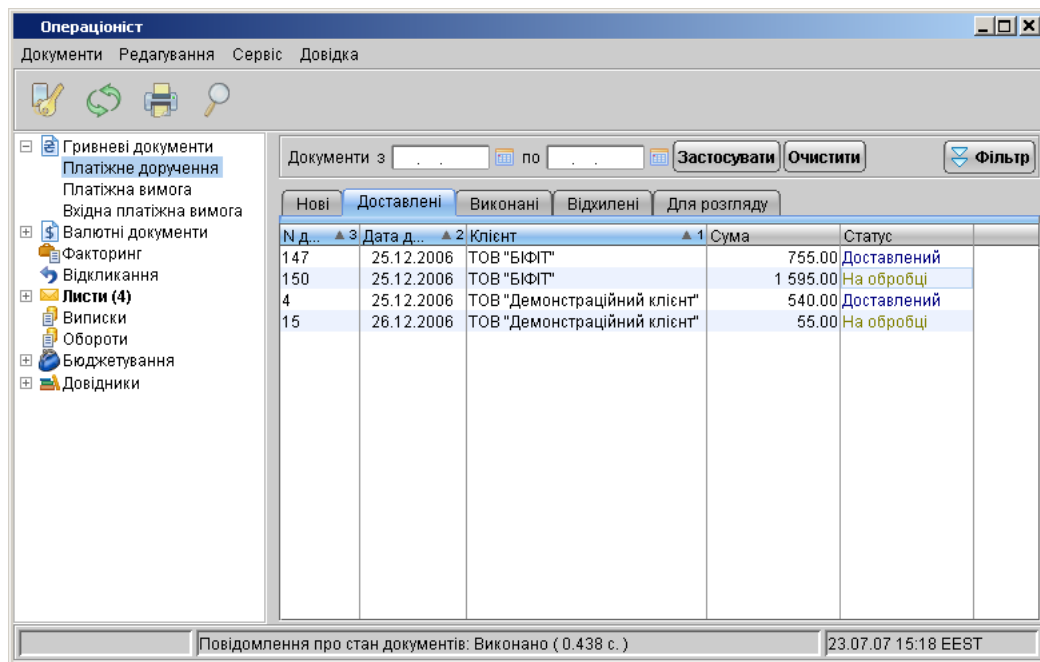 Операціоніст
Документи Редагування Сервіс Довідка
Гривневі документи
Платіжне доручення
Платіжна вимога
Вхідна платіжна вимога
Валютні документи
Факторинг
Відкликання
Листи (4)
Виписки
Обороти
Бюджетування
Довідники
Документи з . . по . . Застосувати Очистити Фільтр
Нові Доставлені Виконані Відхилені Для розгляду
N д... 3 Дата д... 2 Клієнт 1 Сума Статус
147 25.12.2006 ТОВ "БІФІТ" 755.00 Доставлений
150 25.12.2006 ТОВ "БІФІТ" 1 595.00 На обробці
4 25.12.2006 ТОВ "Демонстраційний клієнт" 540.00 Доставлений
15 26.12.2006 ТОВ "Демонстраційний клієнт" 55.00 На обробці
Повідомлення про стан документів: Виконано ( 0.438 с. ) 23.07.07 15:18 EEST